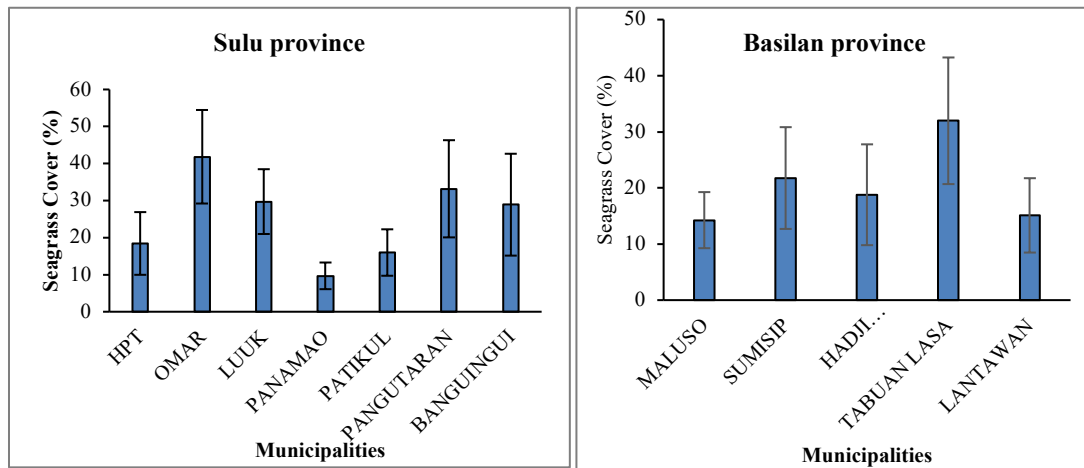 Sulu province
Seagrass Cover (%)
60
50
40
30
20
10
0
HPT
OMAR
LUUK
PANAMAO
PATIKUL
PANGUTARAN
BANGUINGUI
Municipalities
Basilan province
Seagrass Cover (%)
50
40
30
20
10
0
MALUSO
SUMISIP
HADJI…
TABUAN LASA
LANTAWAN
Municipalities